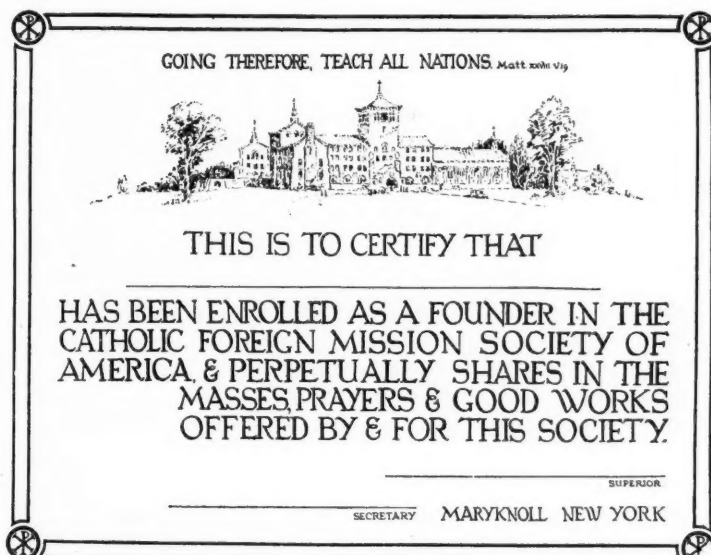 GOING THEREFORE, TEACH ALL NATIONS. Matt xxviii v19
THIS IS TO CERTIFY THAT
HAS BEEN ENROLLED AS A FOUNDER IN THE
CATHOLIC FOREIGN MISSION SOCIETY OF
AMERICA, & PERPETUALLY SHARES IN THE
MASSES, PRAYERS & GOOD WORKS
OFFERED BY & FOR THIS SOCIETY.
SUPERIOR
SECRETARY MARYKNOLL NEW YORK